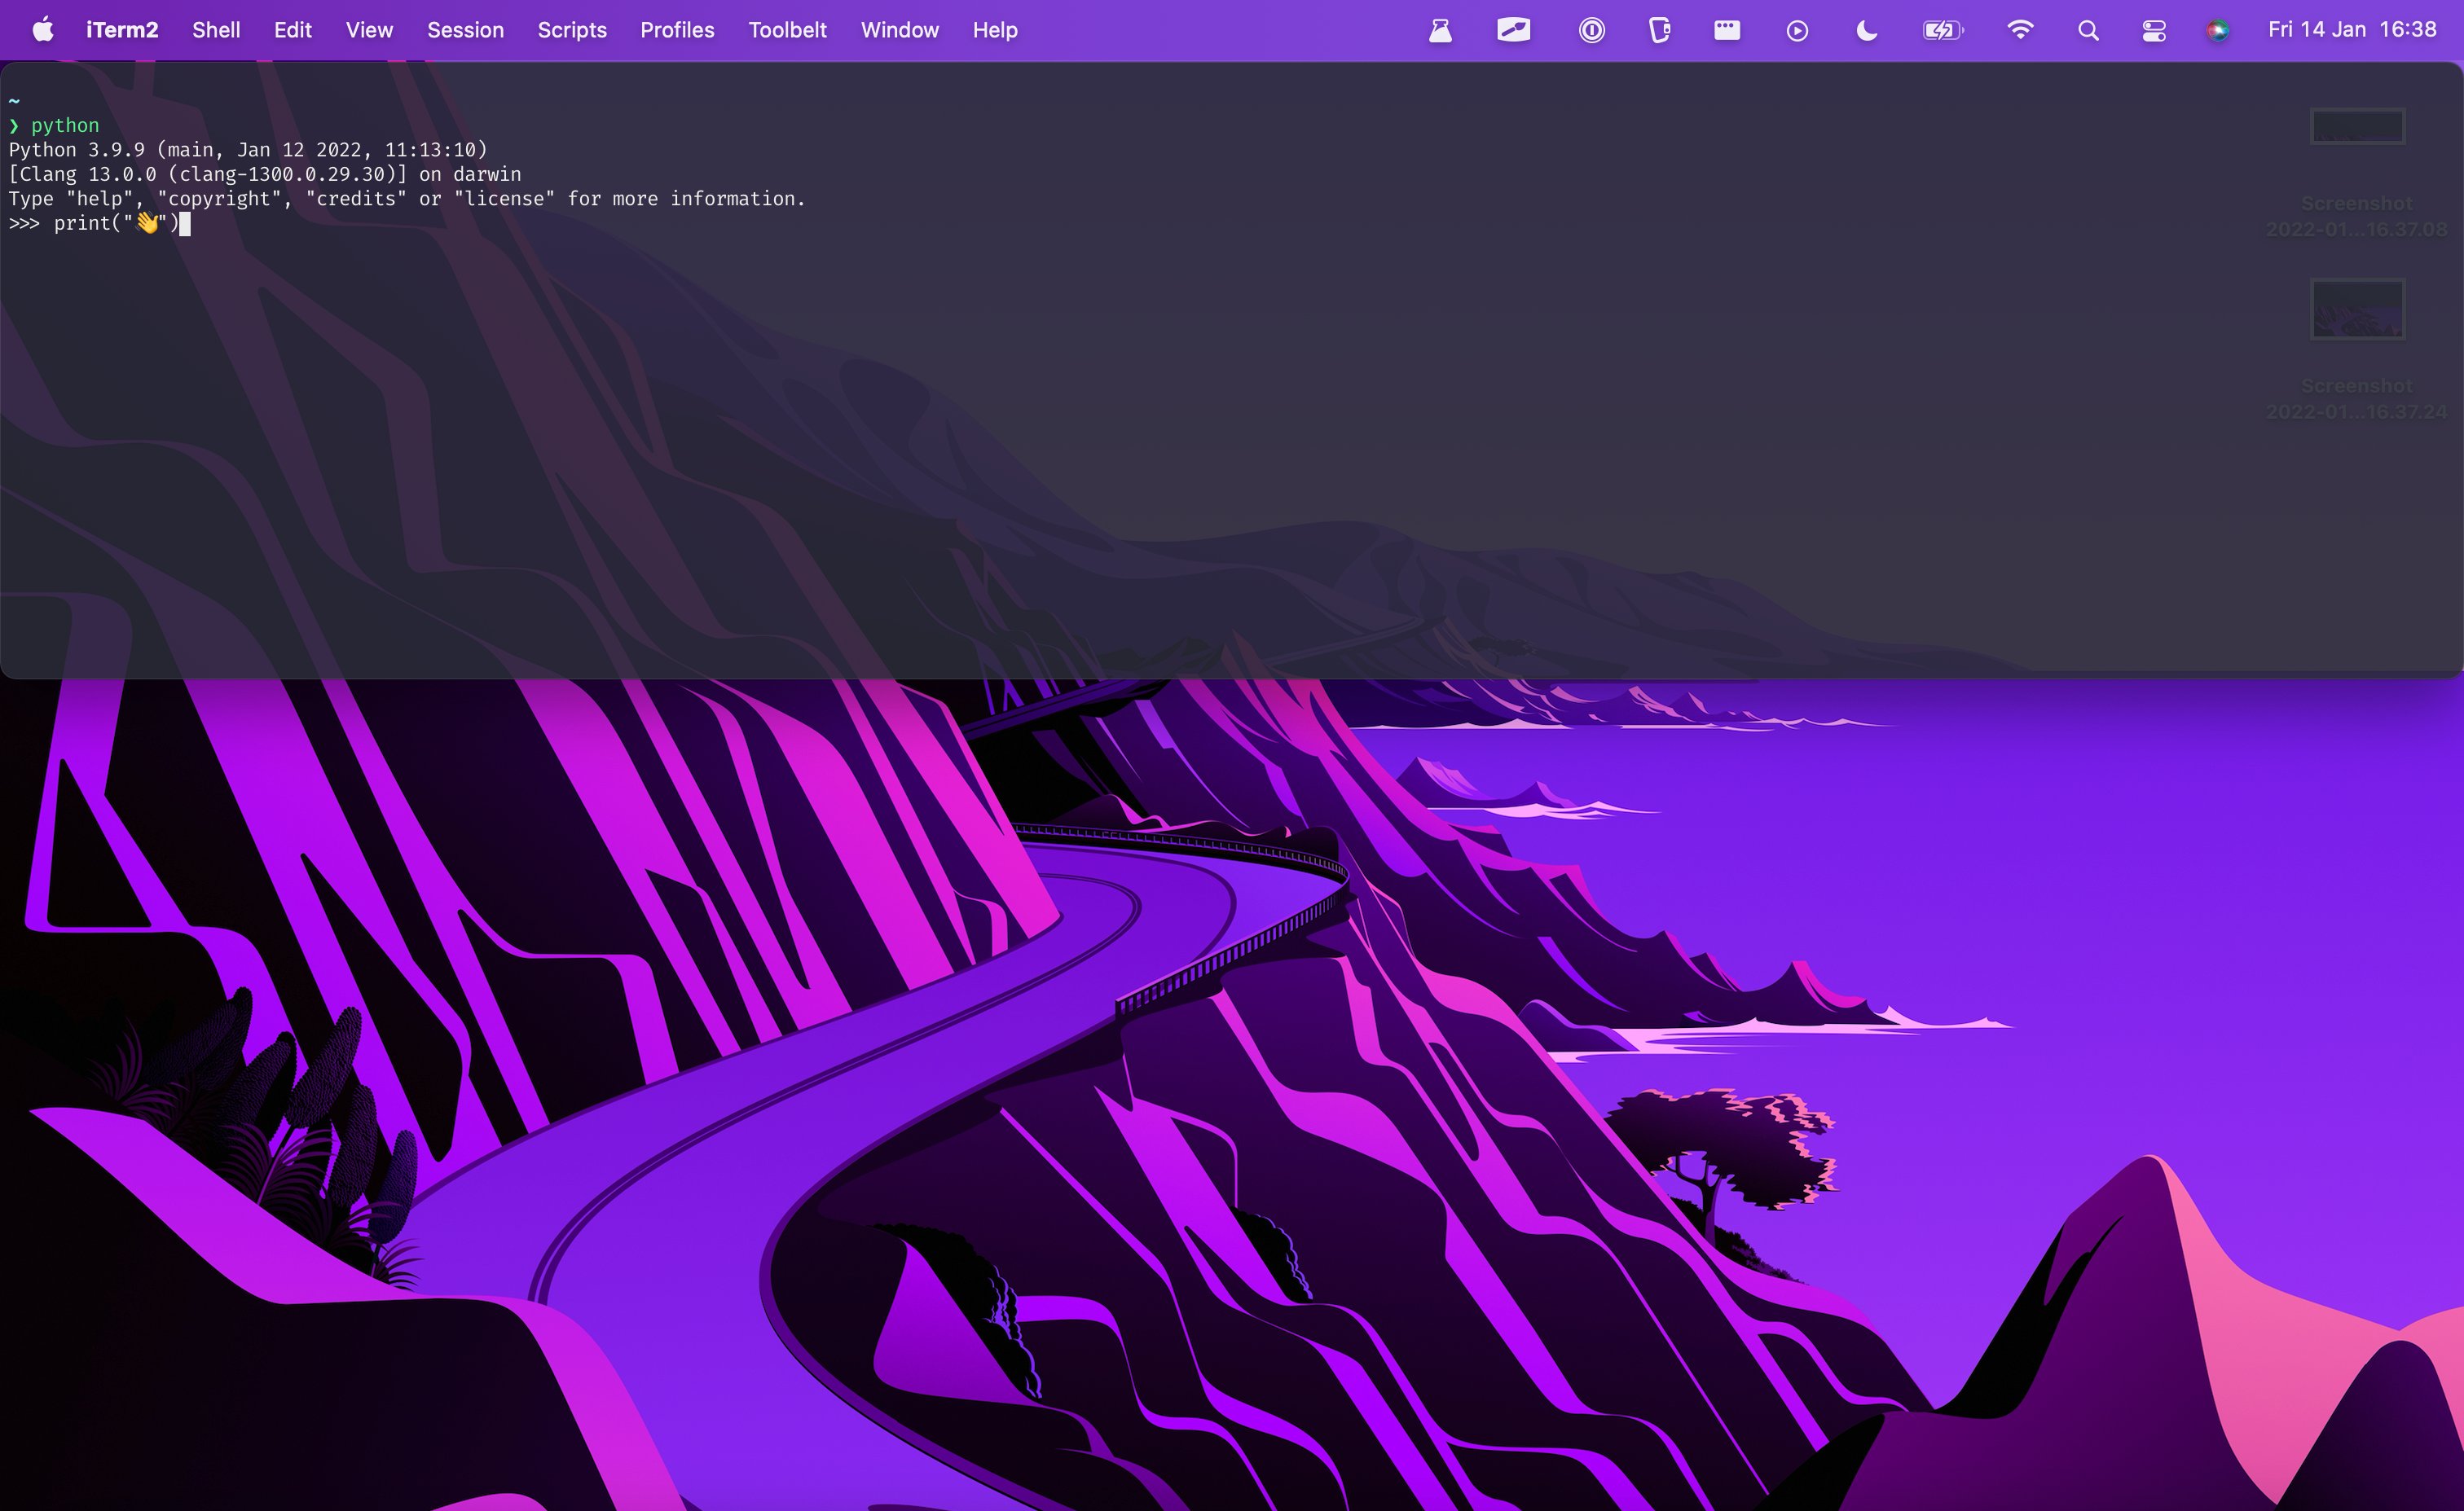 iTerm2 Shell Edit View Session Scripts Profiles Toolbelt Window Help Fri 14 Jan 16:38
~
❯ python
Python 3.9.9 (main, Jan 12 2022, 11:13:10)
[Clang 13.0.0 (clang-1300.0.29.30)] on darwin
Type "help", "copyright", "credits" or "license" for more information.
>>> print("👋")
Screenshot
2022-01...16.37.08
Screenshot
2022-01...16.37.24